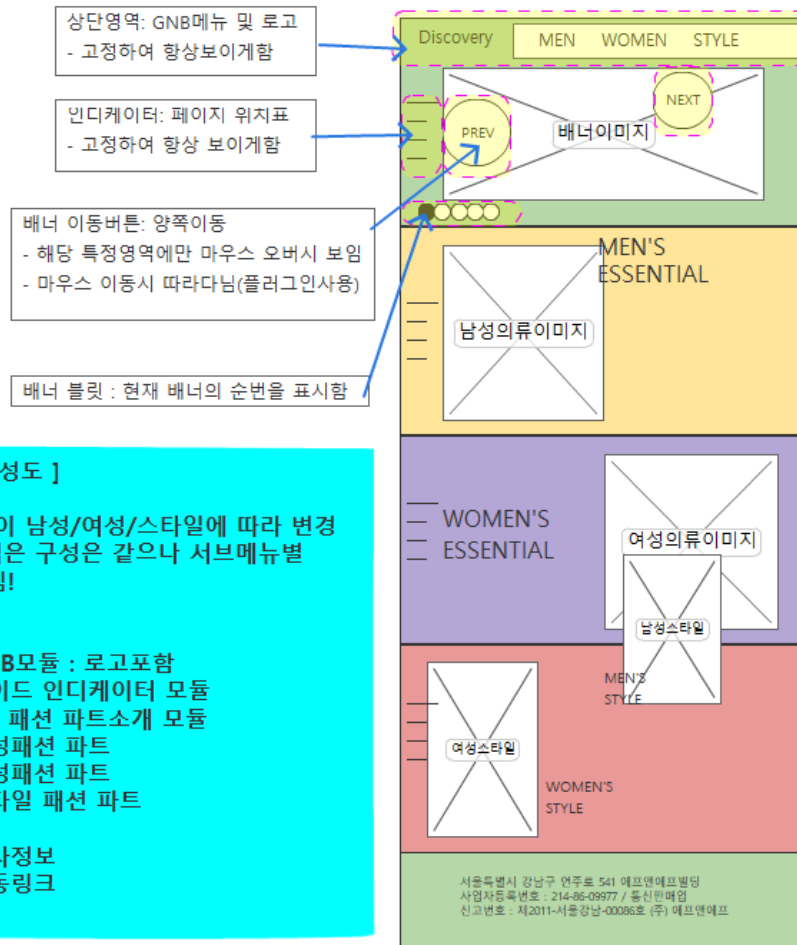 상단영역: GNB메뉴 및 로고
- 고정하여 항상보이게함
인디케이터: 페이지 위치표
- 고정하여 항상 보이게함
배너 이동버튼: 양쪽이동
- 해당 특정영역에만 마우스 오버시 보임
- 마우스 이동시 따라다님(플러그인사용)
배너 블릿 : 현재 배너의 순번을 표시함
성도 ]
이 남성/여성/스타일에 따라 변경
은 구성은 같으나 서브메뉴별
B모듈 : 로고포함
이드 인디케이터 모듈
패션 파트소개 모듈
성패션 파트
성패션 파트
타일 패션 파트
사정보
동링크
Discovery MEN WOMEN STYLE
PREV 배너이미지 NEXT
MEN'S
ESSENTIAL
남성의류이미지
WOMEN'S
ESSENTIAL
여성의류이미지
남성스타일
MEN'S
STYLE
여성스타일
WOMEN'S
STYLE
서울특별시 강남구 언주로 541 에프앤에프빌딩
사업자등록번호 : 214-86-09977 / 통신판매업
신고번호 : 제2011-서울강남-00086호 (주) 에프앤에프